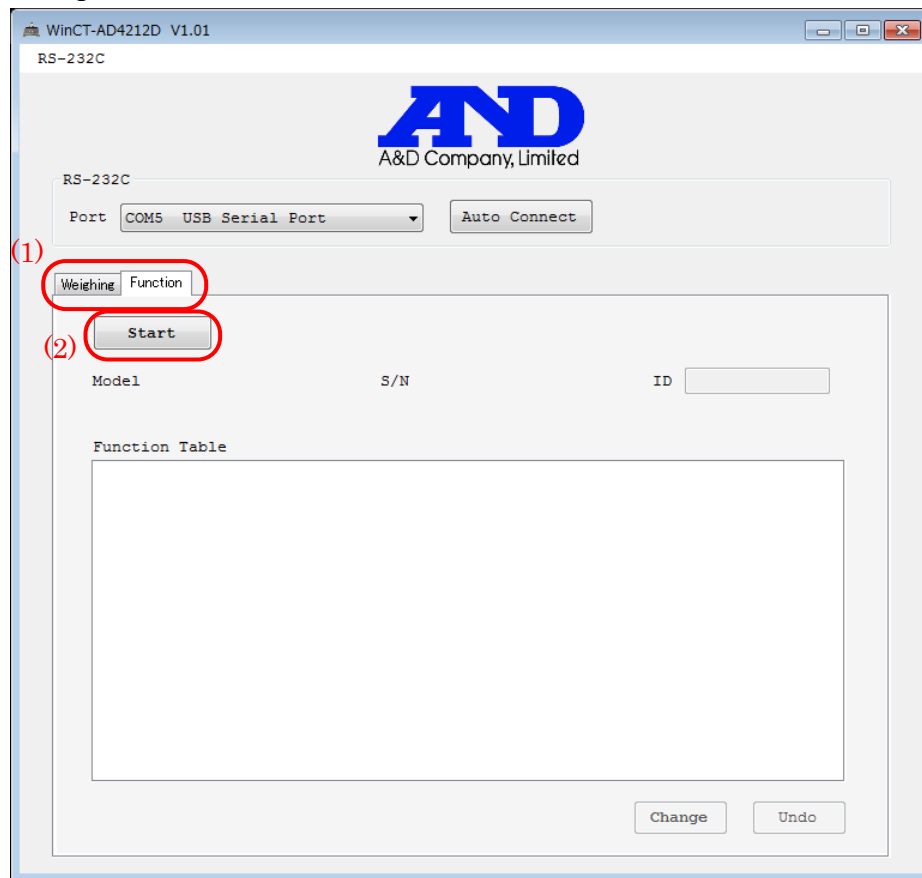 WinCT-AD4212D V1.01
RS-232C
AND
A&D Company, Limited
RS-232C
Port COM5 USB Serial Port Auto Connect
(1)
Weighing Function
(2) Start
Model S/N ID
Function Table
Change Undo